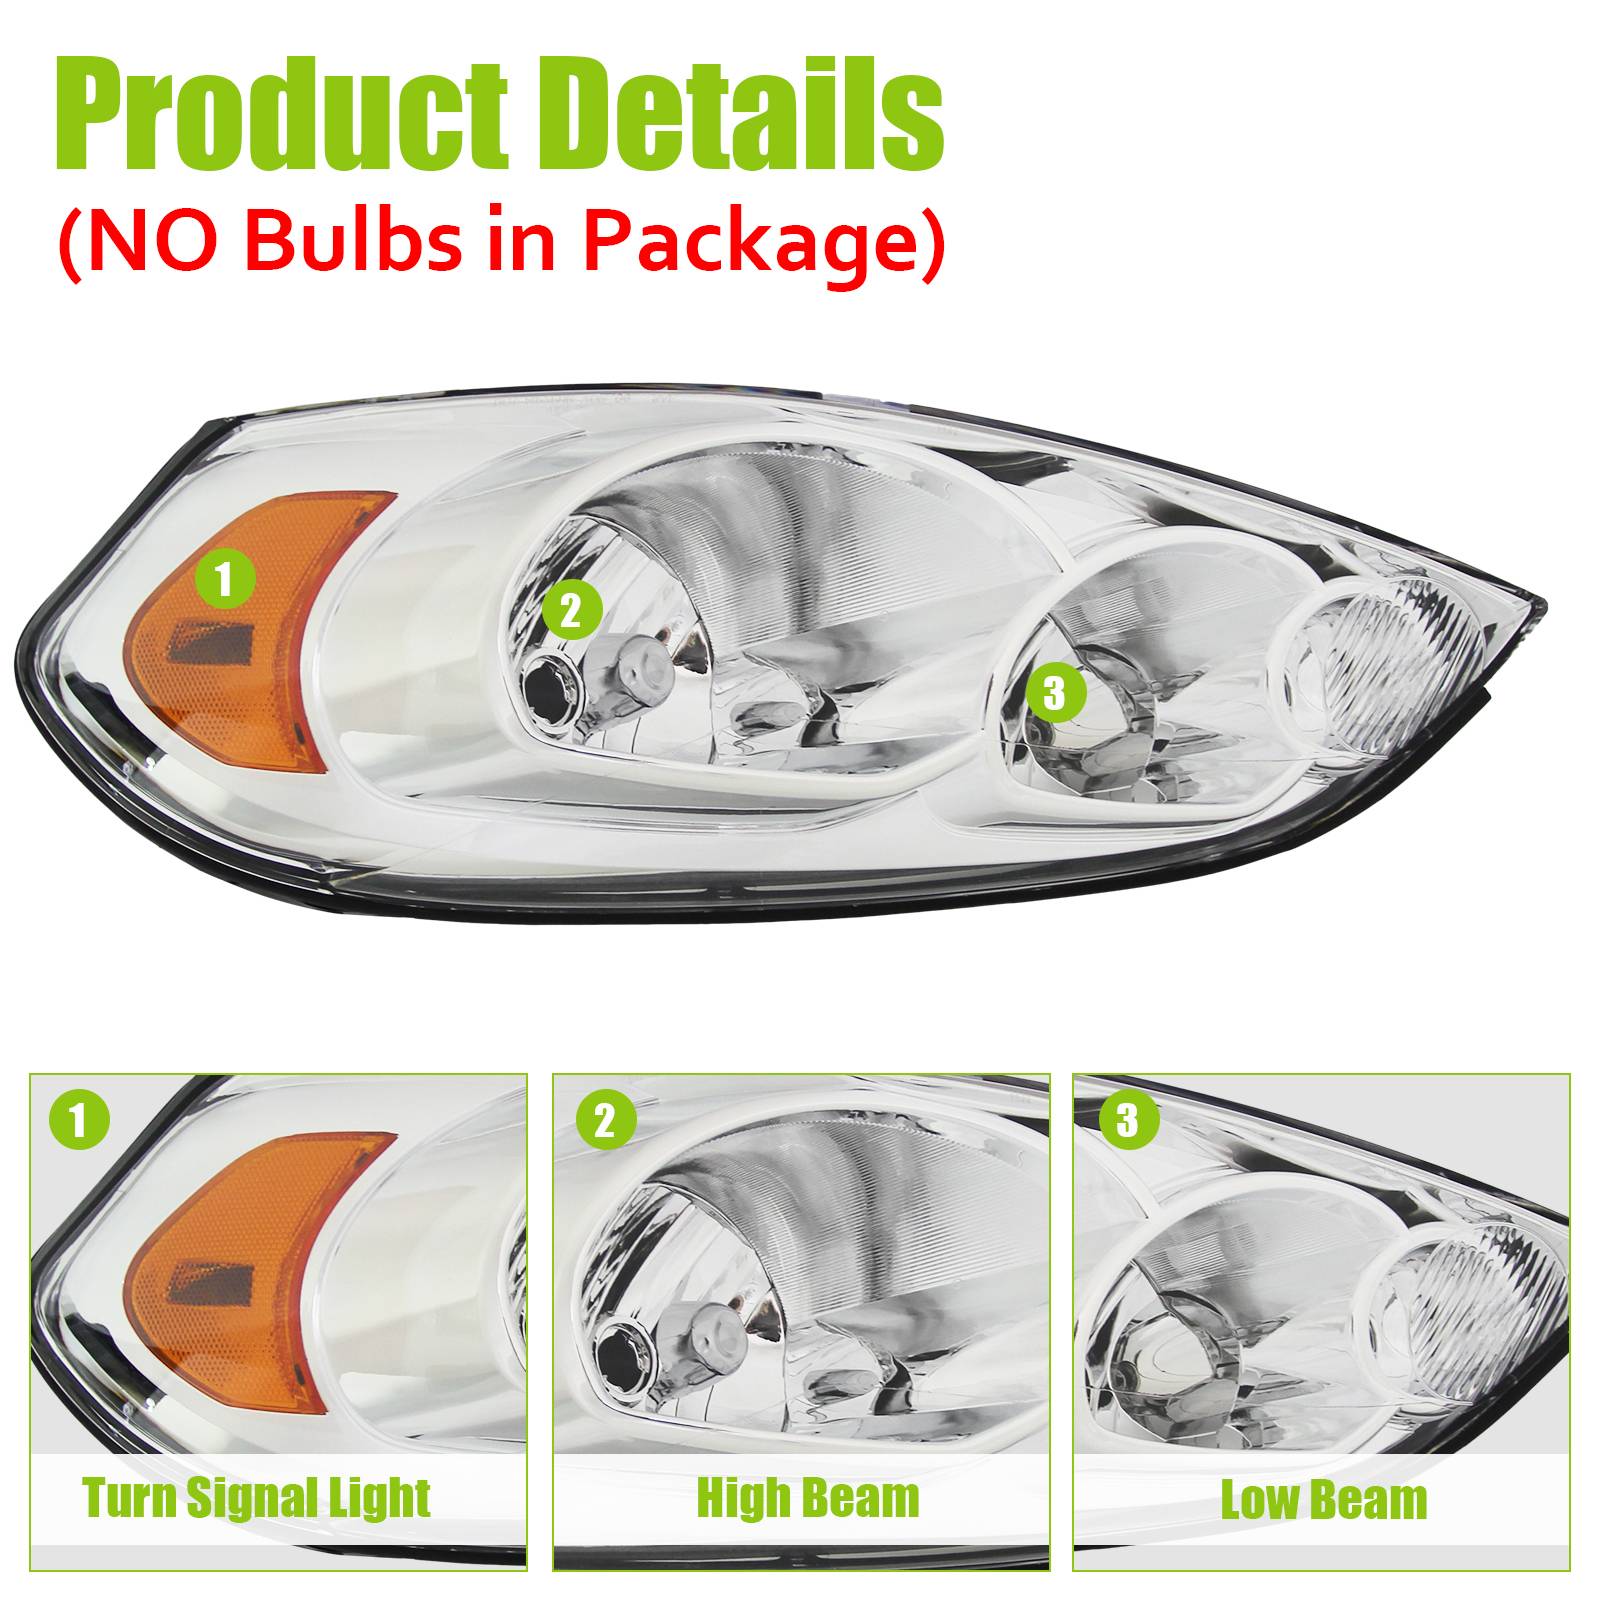 Product Details
(NO Bulbs in Package)
1
2
3
1
2
3
Turn Signal Light
High Beam
Low Beam